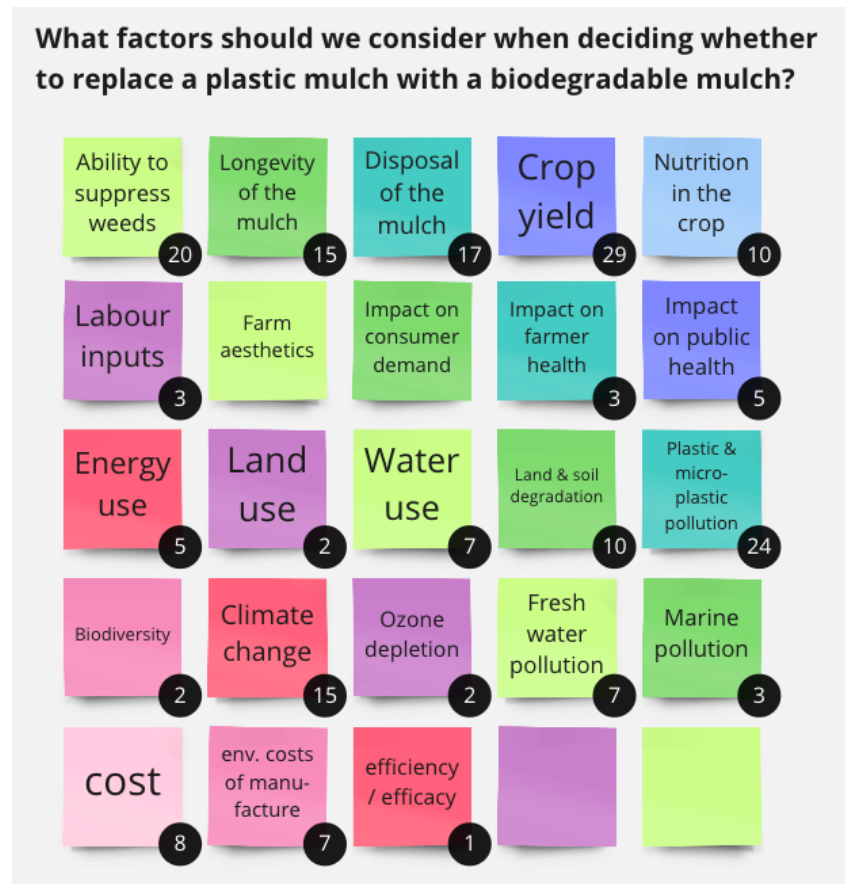 What factors should we consider when deciding whether
to replace a plastic mulch with a biodegradable mulch?
Ability to
suppress
weeds
20
Longevity
of the
mulch
15
Disposal
of the
mulch
17
Crop
yield
29
Nutrition
in the
crop
10
Labour
inputs
3
Farm
aesthetics
Impact on
consumer
demand
Impact on
farmer
health
3
Impact
on public
health
5
Energy
use
5
Land
use
2
Water
use
7
Land & soil
degradation
10
Plastic &
micro-
plastic
pollution
24
Biodiversity
2
Climate
change
15
Ozone
depletion
2
Fresh
water
pollution
7
Marine
pollution
3
cost
8
env. costs
of manu-
facture
7
efficiency
/ efficacy
1